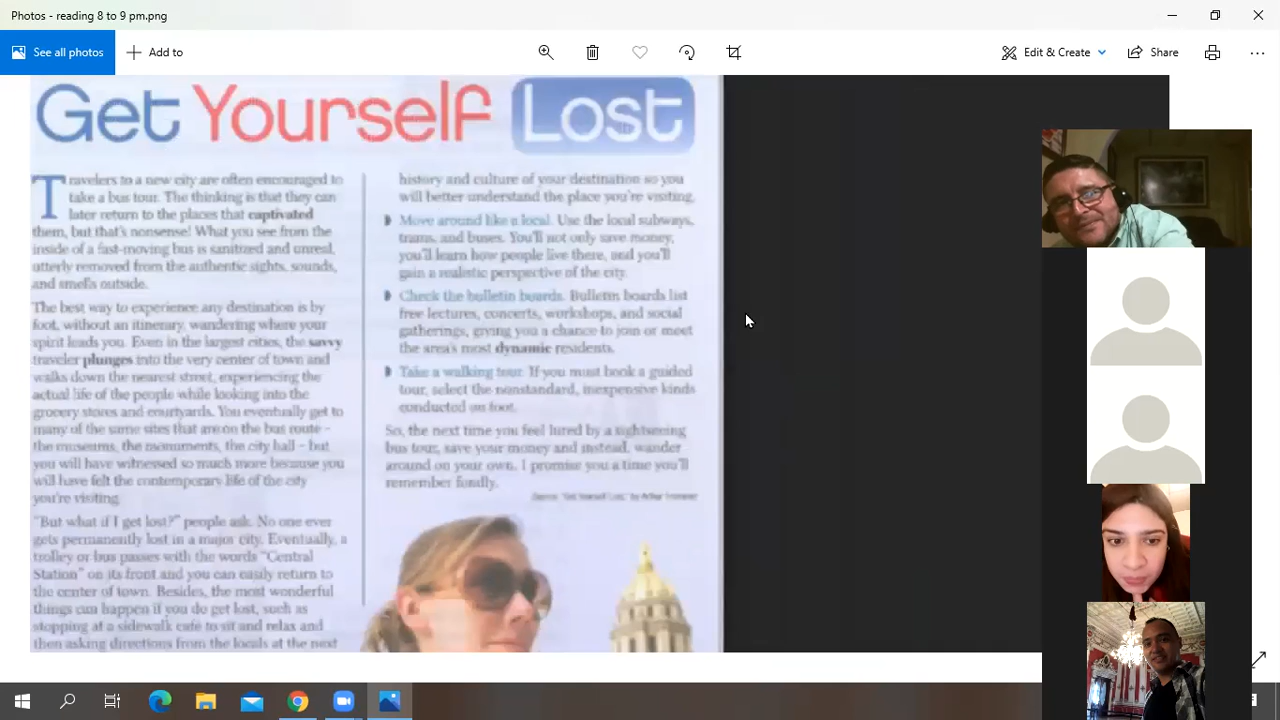 Photos - reading 8 to 9 pm.png
See all photos
Add to
Edit & Create
Share
Get Yourself Lost
Travelers to a new city are often encouraged to
take a bus tour. The thinking is that they can
later return to the places that captivated
them, but that's nonsense! What you see from the
inside of a fast-moving bus is sanitized and unreal,
utterly removed from the authentic sights, sounds,
and smells outside.
The best way to experience any destination is by
foot, without an itinerary, wandering where your
spirit leads you. Even in the largest cities, the savvy
traveler plunges into the very center of town and
walks down the nearest street, experiencing the
actual life of the people while looking into the
grocery stores and courtyards. You eventually get to
many of the same sites that are on the bus route –
the museums, the monuments, the city hall – but
you will have witnessed so much more because you
will have felt the contemporary life of the city
you're visiting.
"But what if I get lost?" people ask. No one ever
gets permanently lost in a major city. Eventually, a
trolley or bus passes with the words "Central
Station" on its front and you can easily return to
the center of town. Besides, the most wonderful
things can happen if you do get lost, such as
stopping at a sidewalk café to sit and relax and
then asking directions from the locals at the next
history and culture of your destination so you
will better understand the place you're visiting.
Move around like a local. Use the local subways,
trams, and buses. You'll not only save money,
you'll learn how people live there, and you'll
gain a realistic perspective of the city.
Check the bulletin boards. Bulletin boards list
free lectures, concerts, workshops, and social
gatherings, giving you a chance to join or meet
the area's most dynamic residents.
Take a walking tour. If you must book a guided
tour, select the nonstandard, inexpensive kinds
conducted on foot.
So, the next time you feel lured by a sightseeing
bus tour, save your money and instead, wander
around on your own. I promise you a time you'll
remember fondly.
Source: "Get Yourself Lost," by Arthur Frommer